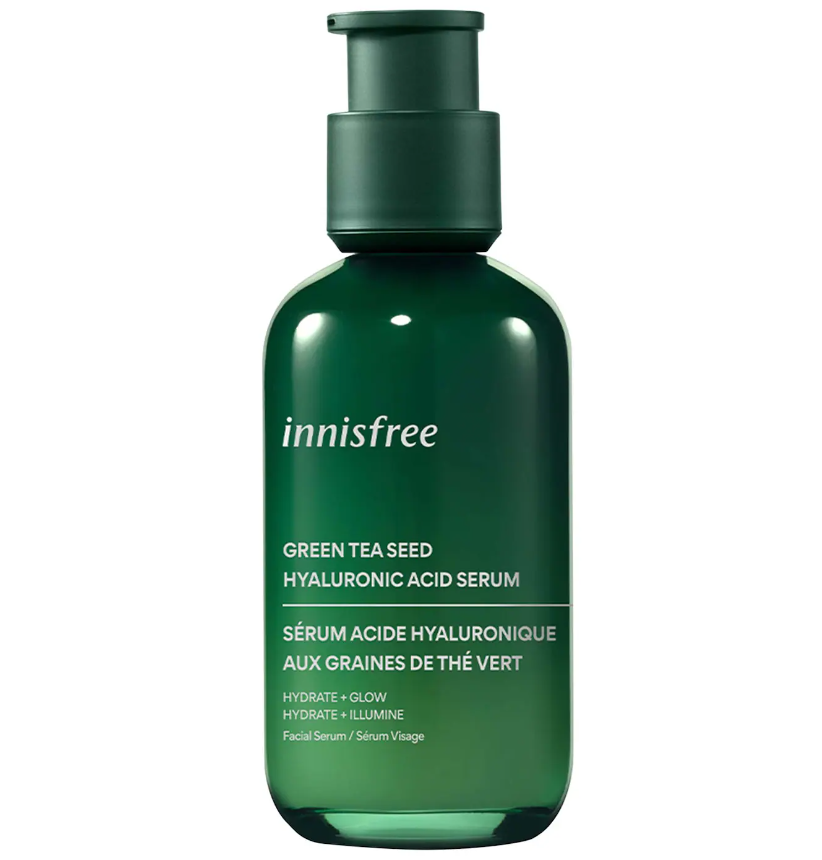 innisfree
GREEN TEA SEED
HYALURONIC ACID SERUM
SÉRUM ACIDE HYALURONIQUE
AUX GRAINES DE THÉ VERT
HYDRATE + GLOW
HYDRATE + ILLUMINE
Facial Serum / Sérum Visage